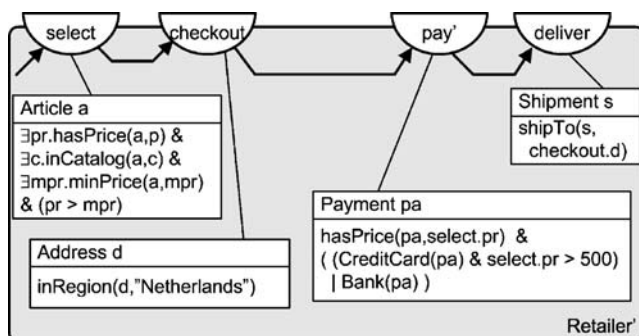 select
checkout
pay'
deliver
Article a
∃pr.hasPrice(a,p) &
∃c.inCatalog(a,c) &
∃mpr.minPrice(a,mpr)
& (pr > mpr)
Shipment s
shipTo(s,
checkout.d)
Payment pa
hasPrice(pa,select.pr) &
( (CreditCard(pa) & select.pr > 500)
| Bank(pa) )
Address d
inRegion(d,"Netherlands")
Retailer'